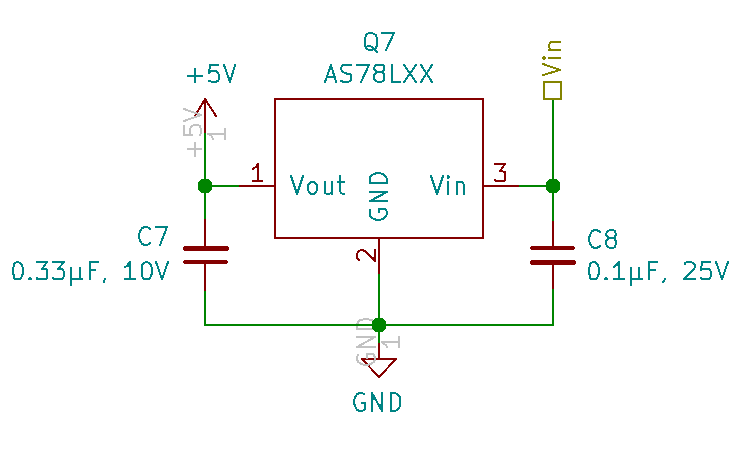 Q7
AS78LXX
+5V
Vin
+5V
1
1
Vout
GND
Vin
3
2
C7
0.33µF, 10V
C8
0.1µF, 25V
GND
1
GND